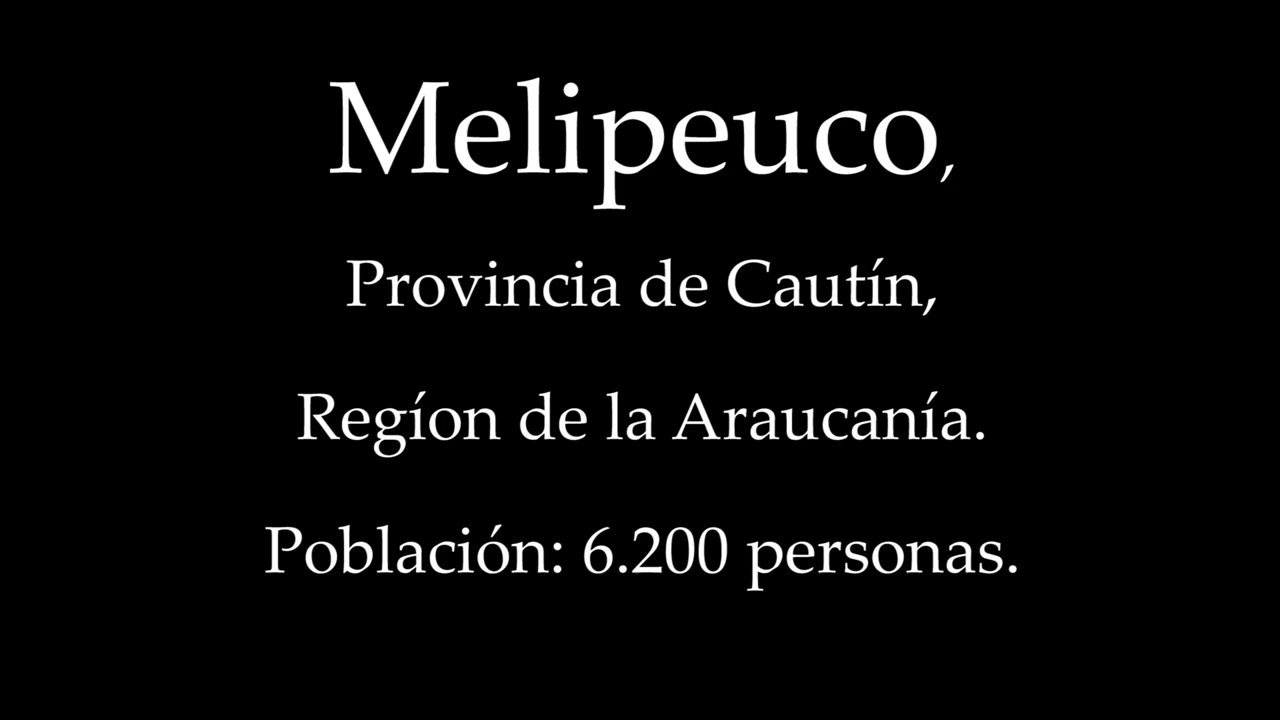 Melipeuco,
Provincia de Cautín,
Regíon de la Araucanía.
Población: 6.200 personas.